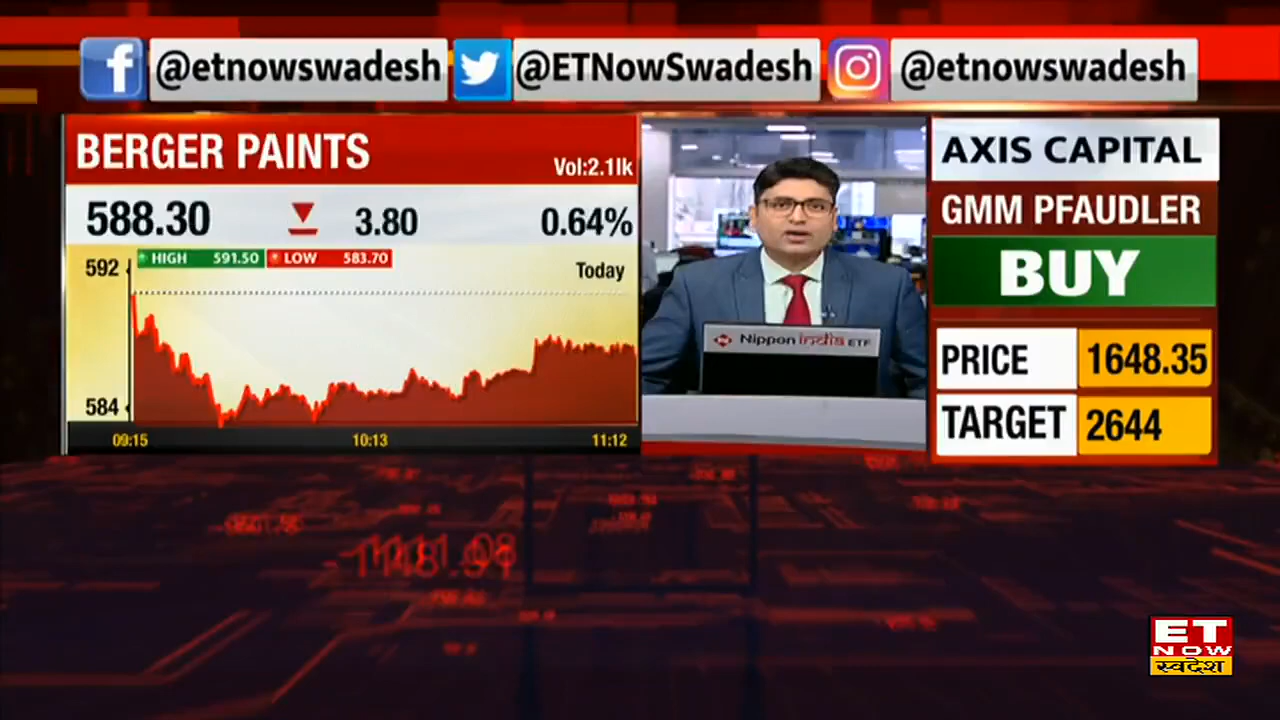 @etnowswadesh
@ETNowSwadesh
@etnowswadesh
BERGER PAINTS
Vol:2.1lk
588.30 3.80 0.64%
HIGH 591.50 LOW 583.70
Today
592
584
09:15 10:13 11:12
Nippon india ETF
AXIS CAPITAL
GMM PFAUDLER
BUY
PRICE 1648.35
TARGET 2644
ET
NOW
स्वदेश